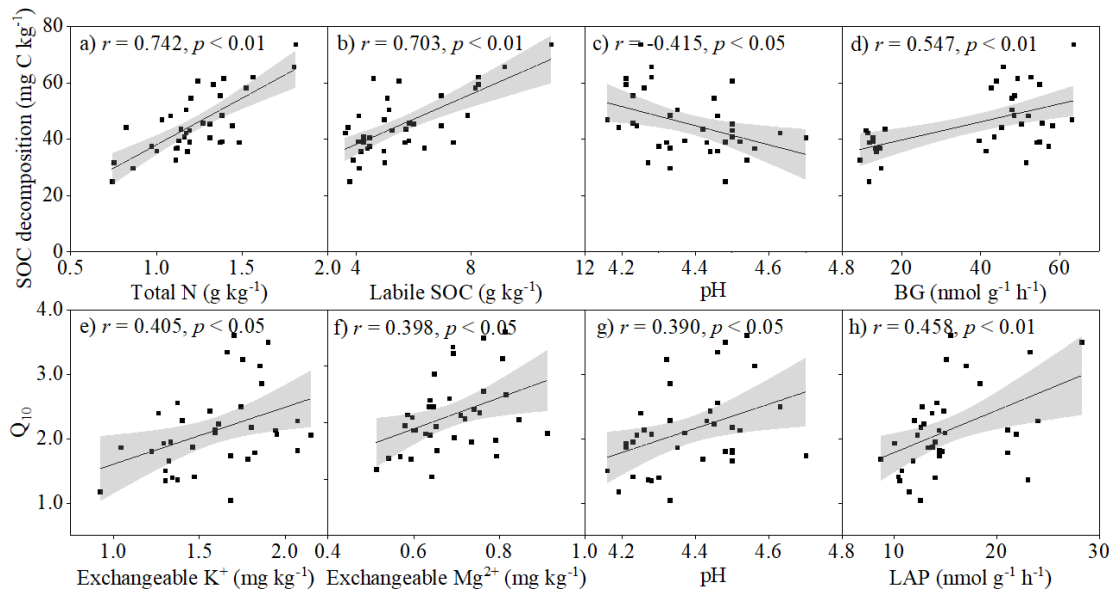 a) r = 0.742, p < 0.01
b) r = 0.703, p < 0.01
c) r = -0.415, p < 0.05
d) r = 0.547, p < 0.01
SOC decomposition (mg C kg⁻¹)
80
60
40
20
0
0.5 1.0 1.5 2.0 4 8 12 4.2 4.4 4.6 4.8 20 40 60
Total N (g kg⁻¹)
Labile SOC (g kg⁻¹)
pH
BG (nmol g⁻¹ h⁻¹)
e) r = 0.405, p < 0.05
f) r = 0.398, p < 0.05
g) r = 0.390, p < 0.05
h) r = 0.458, p < 0.01
Q₁₀
4.0
3.0
2.0
1.0
1.0 1.5 2.0 0.4 0.6 0.8 1.0 4.2 4.4 4.6 4.8 10 20 30
Exchangeable K⁺ (mg kg⁻¹)
Exchangeable Mg²⁺ (mg kg⁻¹)
pH
LAP (nmol g⁻¹ h⁻¹)